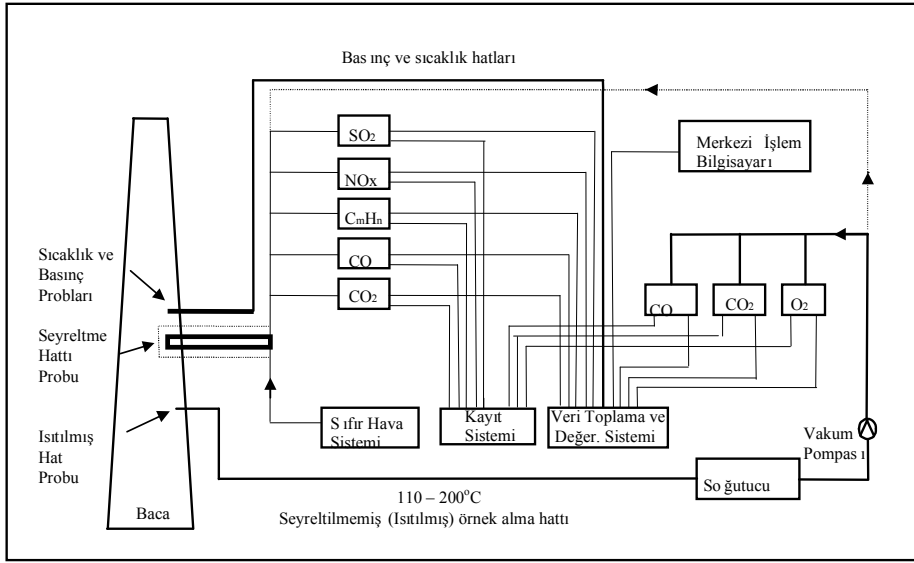 Basınç ve sıcaklık hatları
SO₂
NOx
CmHn
CO
CO₂
Merkezi İşlem
Bilgisayarı
Sıcaklık ve
Basınç
Probları
Seyreltme
Hattı
Probu
Isıtılmış
Hat
Probu
Baca
CO
CO₂
O₂
Sıfır Hava
Sistemi
Kayıt
Sistemi
Veri Toplama ve
Değer. Sistemi
Vakum
Pompası
Soğutucu
110 – 200°C
Seyreltilmemiş (Isıtılmış) örnek alma hattı